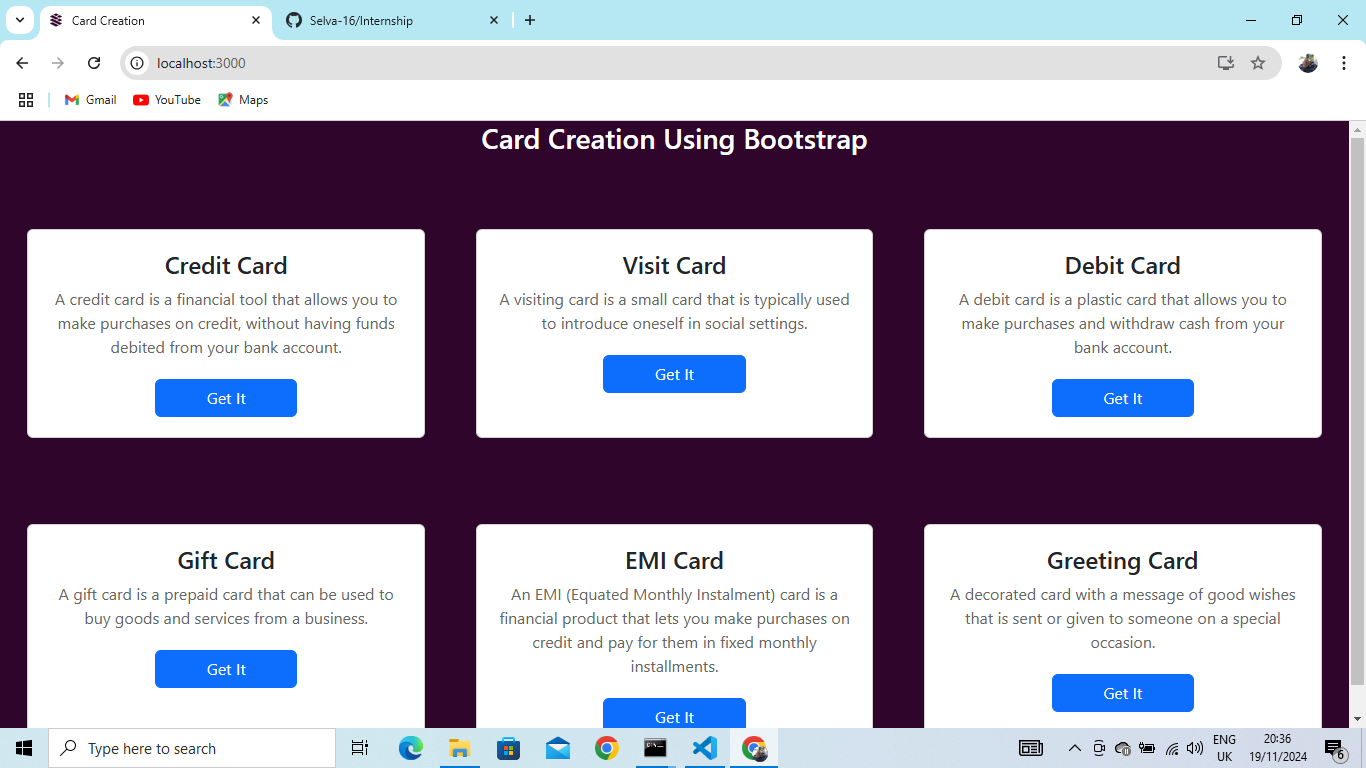 Card Creation
Selva-16/Internship
localhost:3000
Gmail
YouTube
Maps
Card Creation Using Bootstrap
Credit Card
A credit card is a financial tool that allows you to
make purchases on credit, without having funds
debited from your bank account.
Get It
Visit Card
A visiting card is a small card that is typically used
to introduce oneself in social settings.
Get It
Debit Card
A debit card is a plastic card that allows you to
make purchases and withdraw cash from your
bank account.
Get It
Gift Card
A gift card is a prepaid card that can be used to
buy goods and services from a business.
Get It
EMI Card
An EMI (Equated Monthly Instalment) card is a
financial product that lets you make purchases on
credit and pay for them in fixed monthly
installments.
Get It
Greeting Card
A decorated card with a message of good wishes
that is sent or given to someone on a special
occasion.
Get It
Type here to search
ENG
UK
20:36
19/11/2024
6